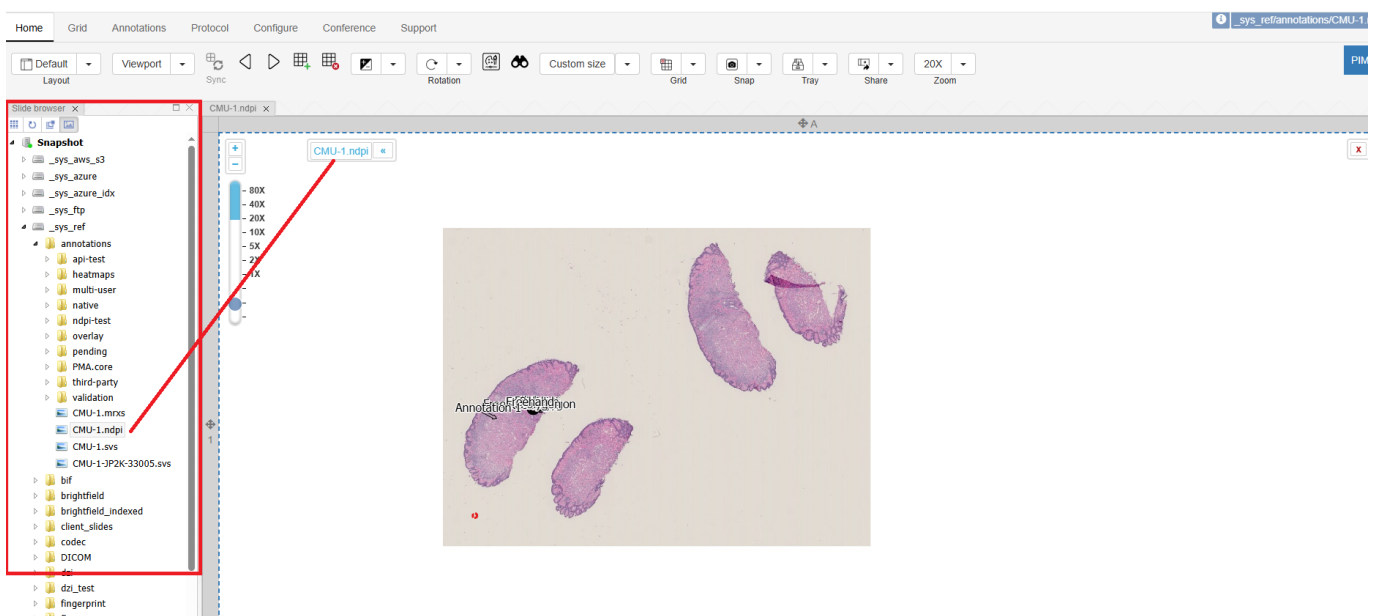 Home Grid Annotations Protocol Configure Conference Support
_sys_ref/annotations/CMU-1.
Default Viewport Custom size 20X
Layout Sync Rotation Grid Snap Tray Share Zoom
PIM
Slide browser x
CMU-1.ndpi x
A
Snapshot
_sys_aws_s3
_sys_azure
_sys_azure_idx
_sys_ftp
_sys_ref
annotations
api-test
heatmaps
multi-user
native
ndpi-test
overlay
pending
PMA.core
third-party
validation
CMU-1.mrxs
CMU-1.ndpi
CMU-1.svs
CMU-1-JP2K-33005.svs
bif
brightfield
brightfield_indexed
client_slides
codec
DICOM
dzi
dzi_test
fingerprint
1
+
CMU-1.ndpi «
x
-
- 80X
- 40X
- 20X
- 10X
- 5X
- 2X
- 1X
Annotation 1
Freehand